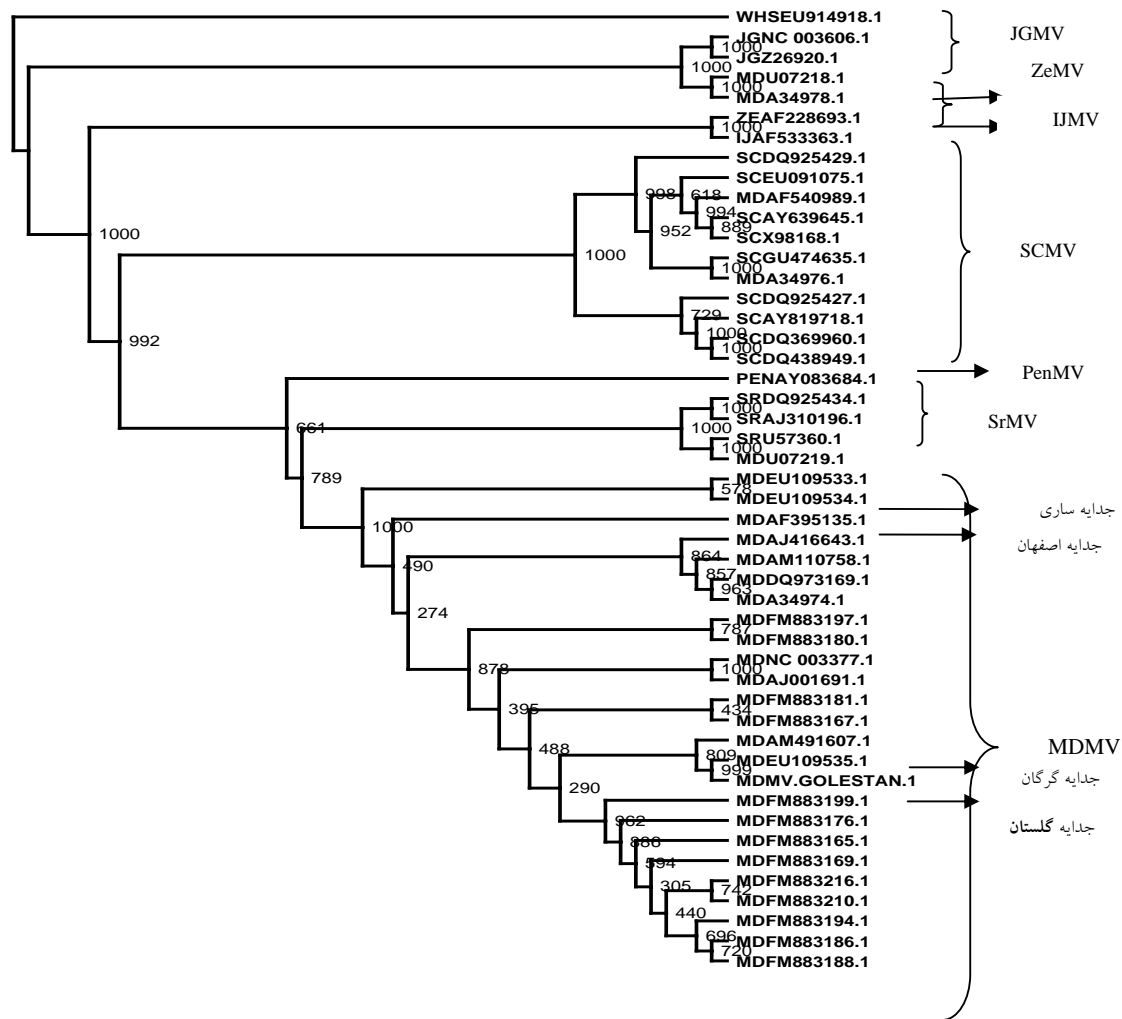 WHSEU914918.1
JGNC 003606.1
1000
JGMV
JGZ26920.1
1000
ZeMV
MDU07218.1
1000
MDA34978.1
ZEAF228693.1
IJMV
1000
IJAF533363.1
SCDQ925429.1
SCEU091075.1
998
618
MDAF540989.1
994
SCAY639645.1
889
952
1000
SCX98168.1
1000
SCMV
SCGU474635.1
1000
MDA34976.1
SCDQ925427.1
729
SCAY819718.1
1000
992
SCDQ369960.1
1000
SCDQ438949.1
PENAY083684.1
PenMV
SRDQ925434.1
1000
SRAJ310196.1
SrMV
661
1000
SRU57360.1
1000
MDU07219.1
789
MDEU109533.1
578
MDEU109534.1
جدایه ساری
1000
MDAF395135.1
MDAJ416643.1
جدایه اصفهان
864
MDAM110758.1
490
857
MDDQ973169.1
963
MDA34974.1
274
MDFM883197.1
787
MDFM883180.1
MDNC 003377.1
878
1000
MDAJ001691.1
MDFM883181.1
395
434
MDFM883167.1
MDAM491607.1
488
809
MDMV
MDEU109535.1
999
جدایه گرگان
MDMV.GOLESTAN.1
290
MDFM883199.1
MDFM883176.1
962
جدایه گلستان
MDFM883165.1
886
MDFM883169.1
594
MDFM883216.1
305
742
MDFM883210.1
440
MDFM883194.1
696
MDFM883186.1
720
MDFM883188.1